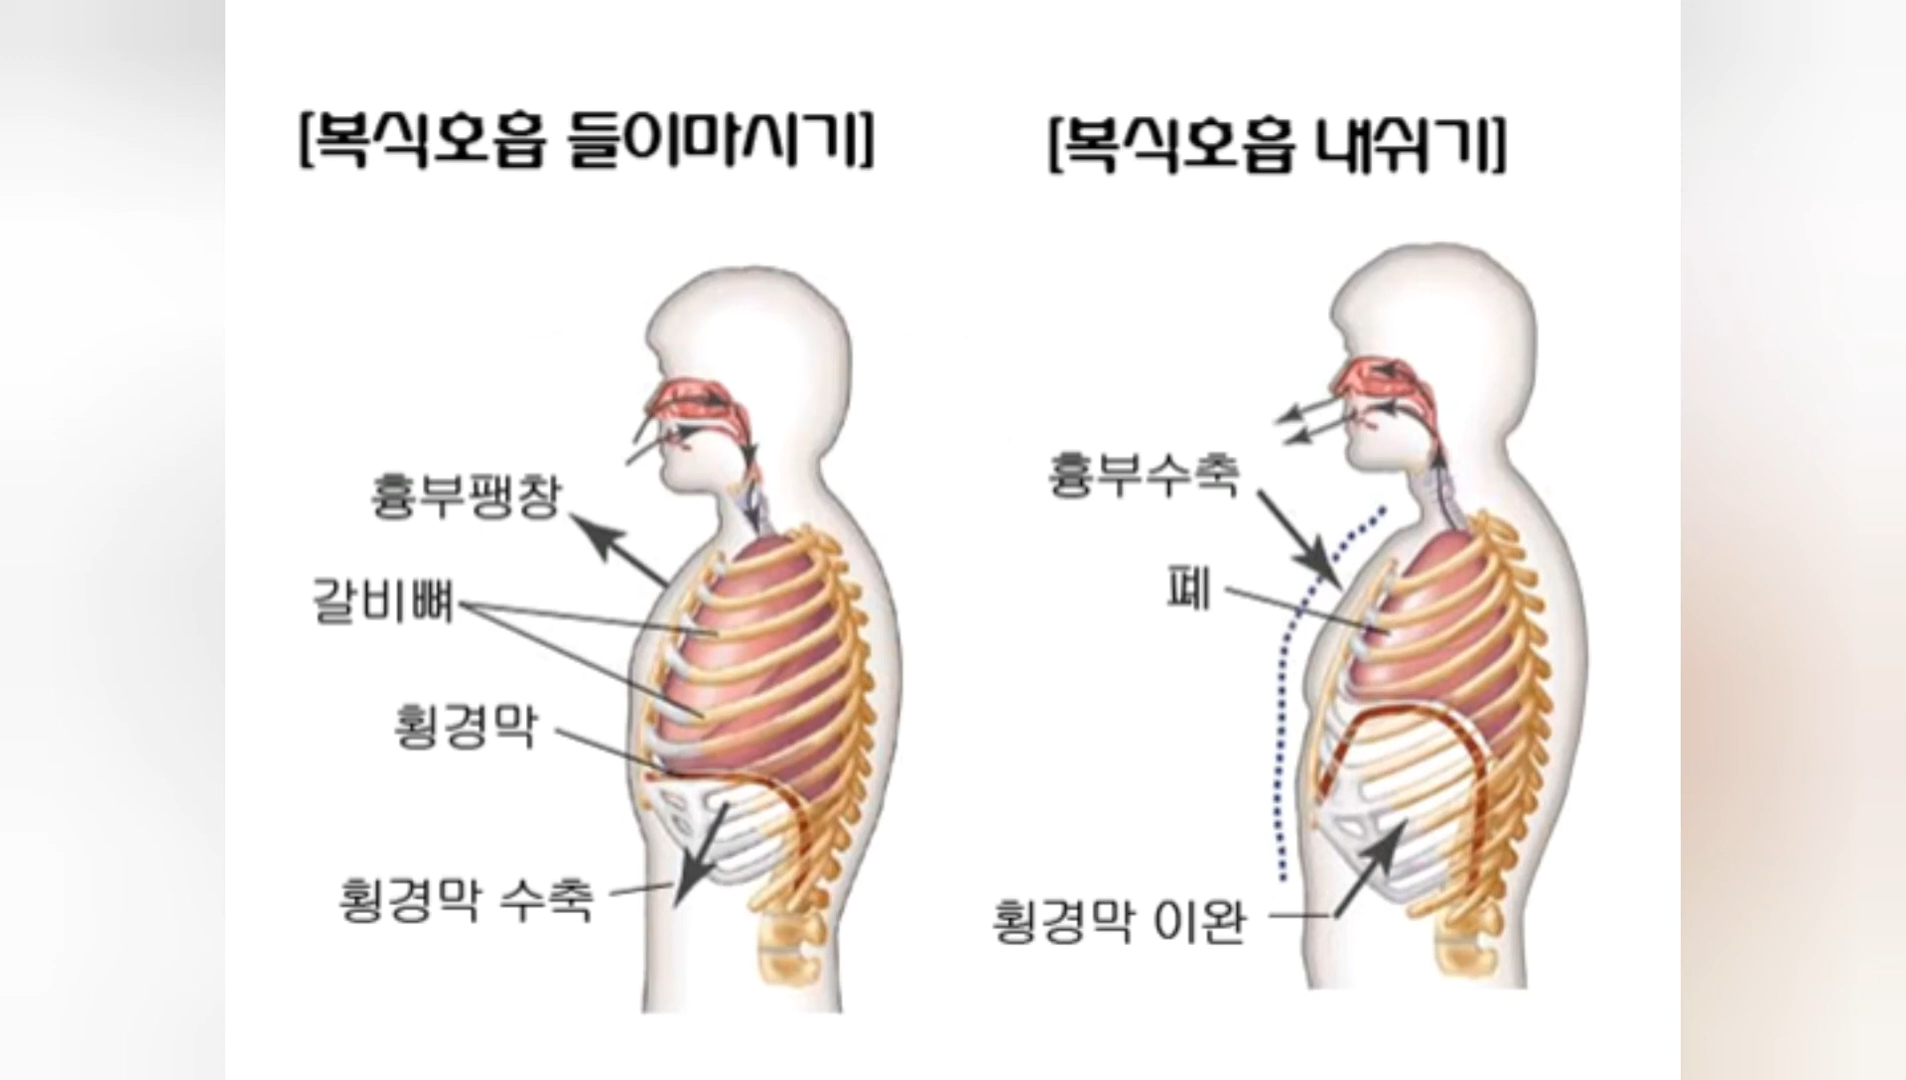 [복식호흡 들이마시기]
흉부팽창
갈비뼈
횡경막
횡경막 수축
[복식호흡 내쉬기]
흉부수축
폐
횡경막 이완